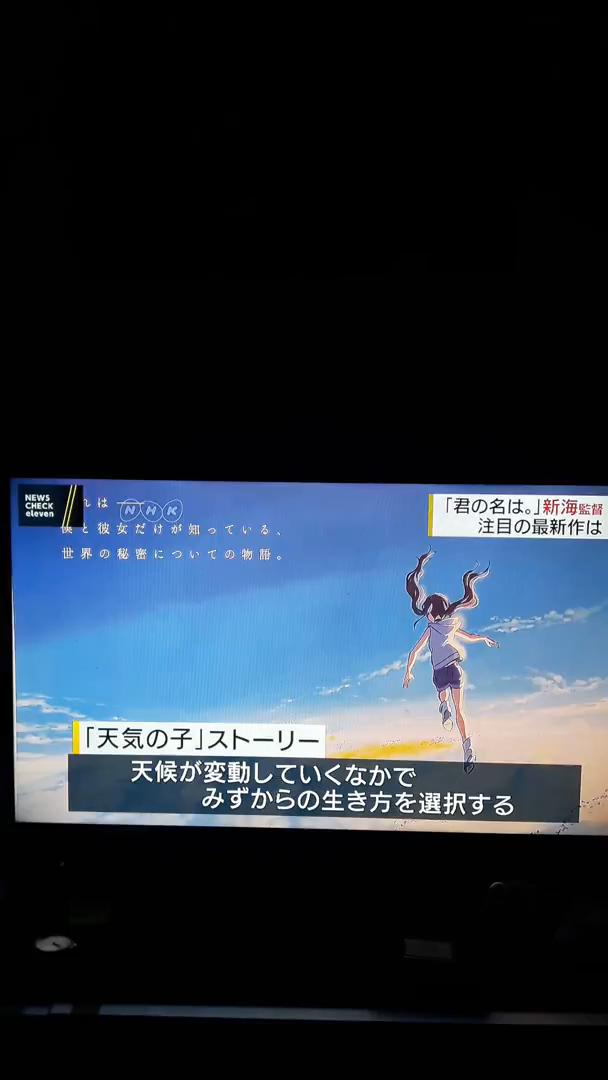 NEWS
CHECK
eleven
れは
NHK
僕と彼女だけが知っている、
世界の秘密についての物語。
「君の名は。」新海監督
注目の最新作は
「天気の子」ストーリー
天候が変動していくなかで
みずからの生き方を選択する